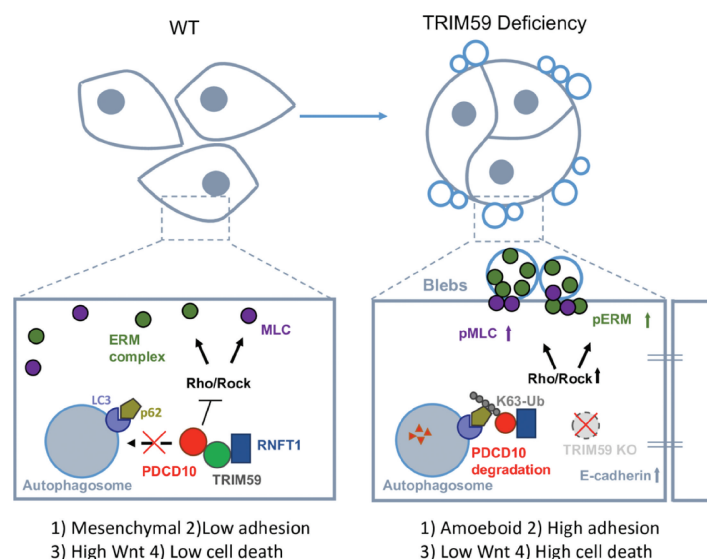 WT
TRIM59 Deficiency
ERM
complex
MLC
Rho/Rock
LC3
p62
PDCD10
RNFT1
TRIM59
Autophagosome
1) Mesenchymal 2)Low adhesion
3) High Wnt 4) Low cell death
Blebs
pMLC
pERM
Rho/Rock
K63-Ub
PDCD10
degradation
TRIM59 KO
Autophagosome
E-cadherin
1) Amoeboid 2) High adhesion
3) Low Wnt 4) High cell death